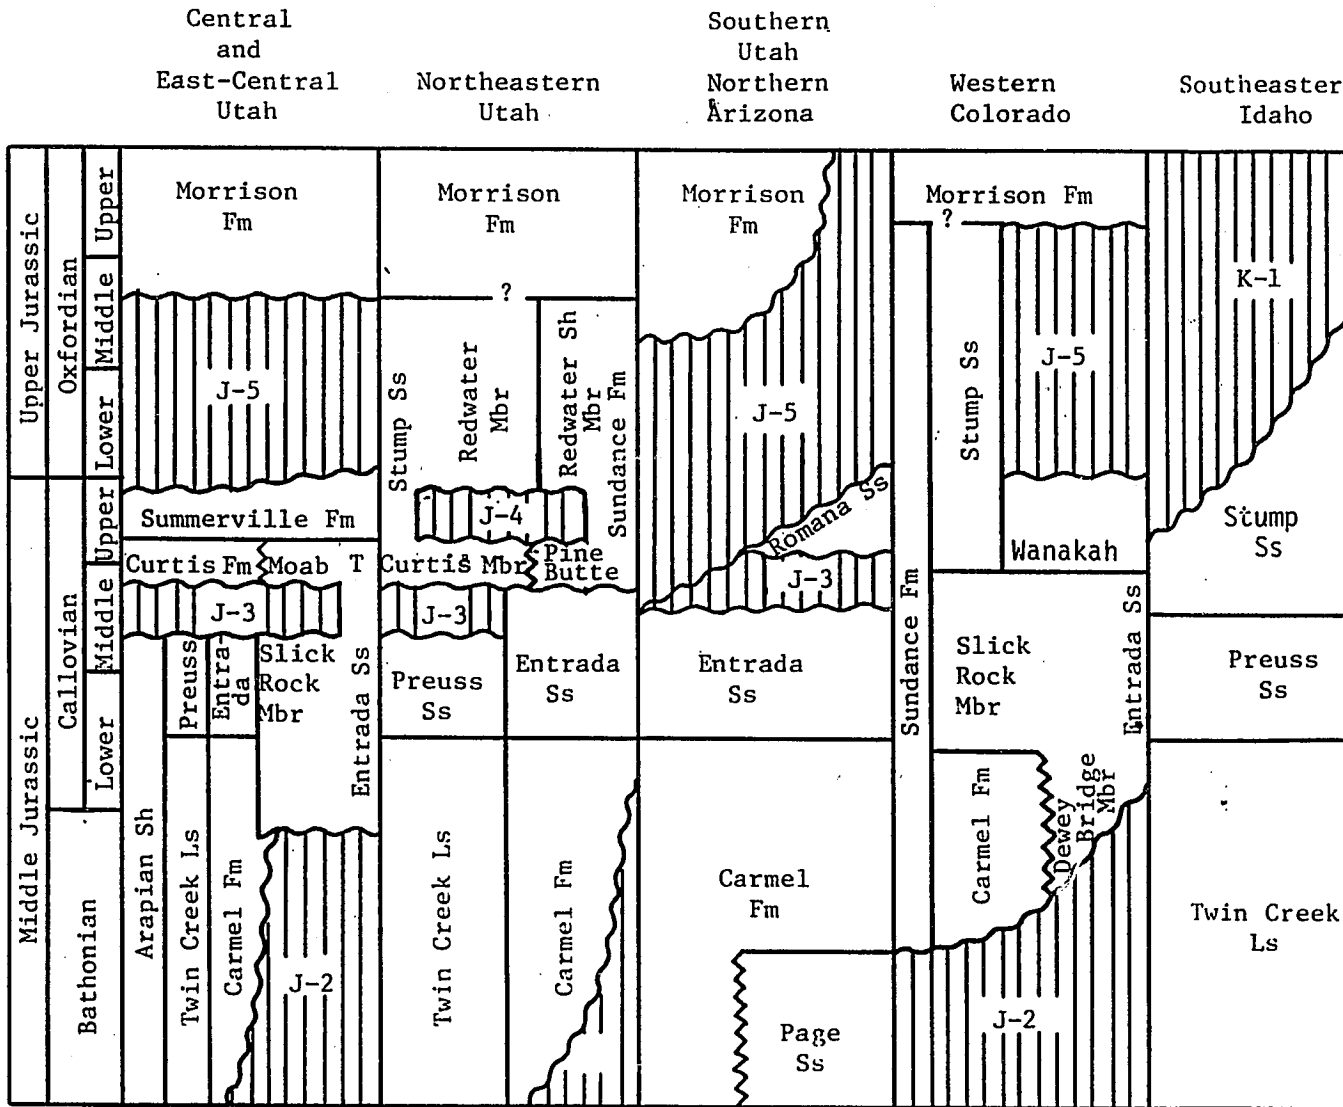 Central
and
East-Central
Utah
Northeastern
Utah
Southern
Utah
Northern
Arizona
Western
Colorado
Southeaster
Idaho
Upper Jurassic
Middle Jurassic
Oxfordian
Callovian
Bathonian
Upper
Middle
Lower
Upper
Middle
Lower
Morrison
Fm
J-5
Summerville Fm
Curtis Fm
Moab T
J-3
Preuss
Entra-
da
Slick
Rock
Mbr
Entrada Ss
Arapian Sh
Twin Creek Ls
Carmel Fm
J-2
Morrison
Fm
?
Stump Ss
Redwater
Mbr
Redwater Sh
Mbr
Sundance Fm
J-4
Curtis Mbr
Pine
Butte
J-3
Preuss
Ss
Entrada
Ss
Twin Creek Ls
Carmel Fm
Morrison
Fm
J-5
Romana Ss
J-3
Entrada
Ss
Carmel
Fm
Page
Ss
Morrison Fm
?
Stump Ss
J-5
Wanakah
Sundance Fm
Slick
Rock
Mbr
Entrada Ss
Carmel Fm
Dewey
Bridge
Mbr
J-2
K-1
Stump
Ss
Preuss
Ss
Twin Creek
Ls